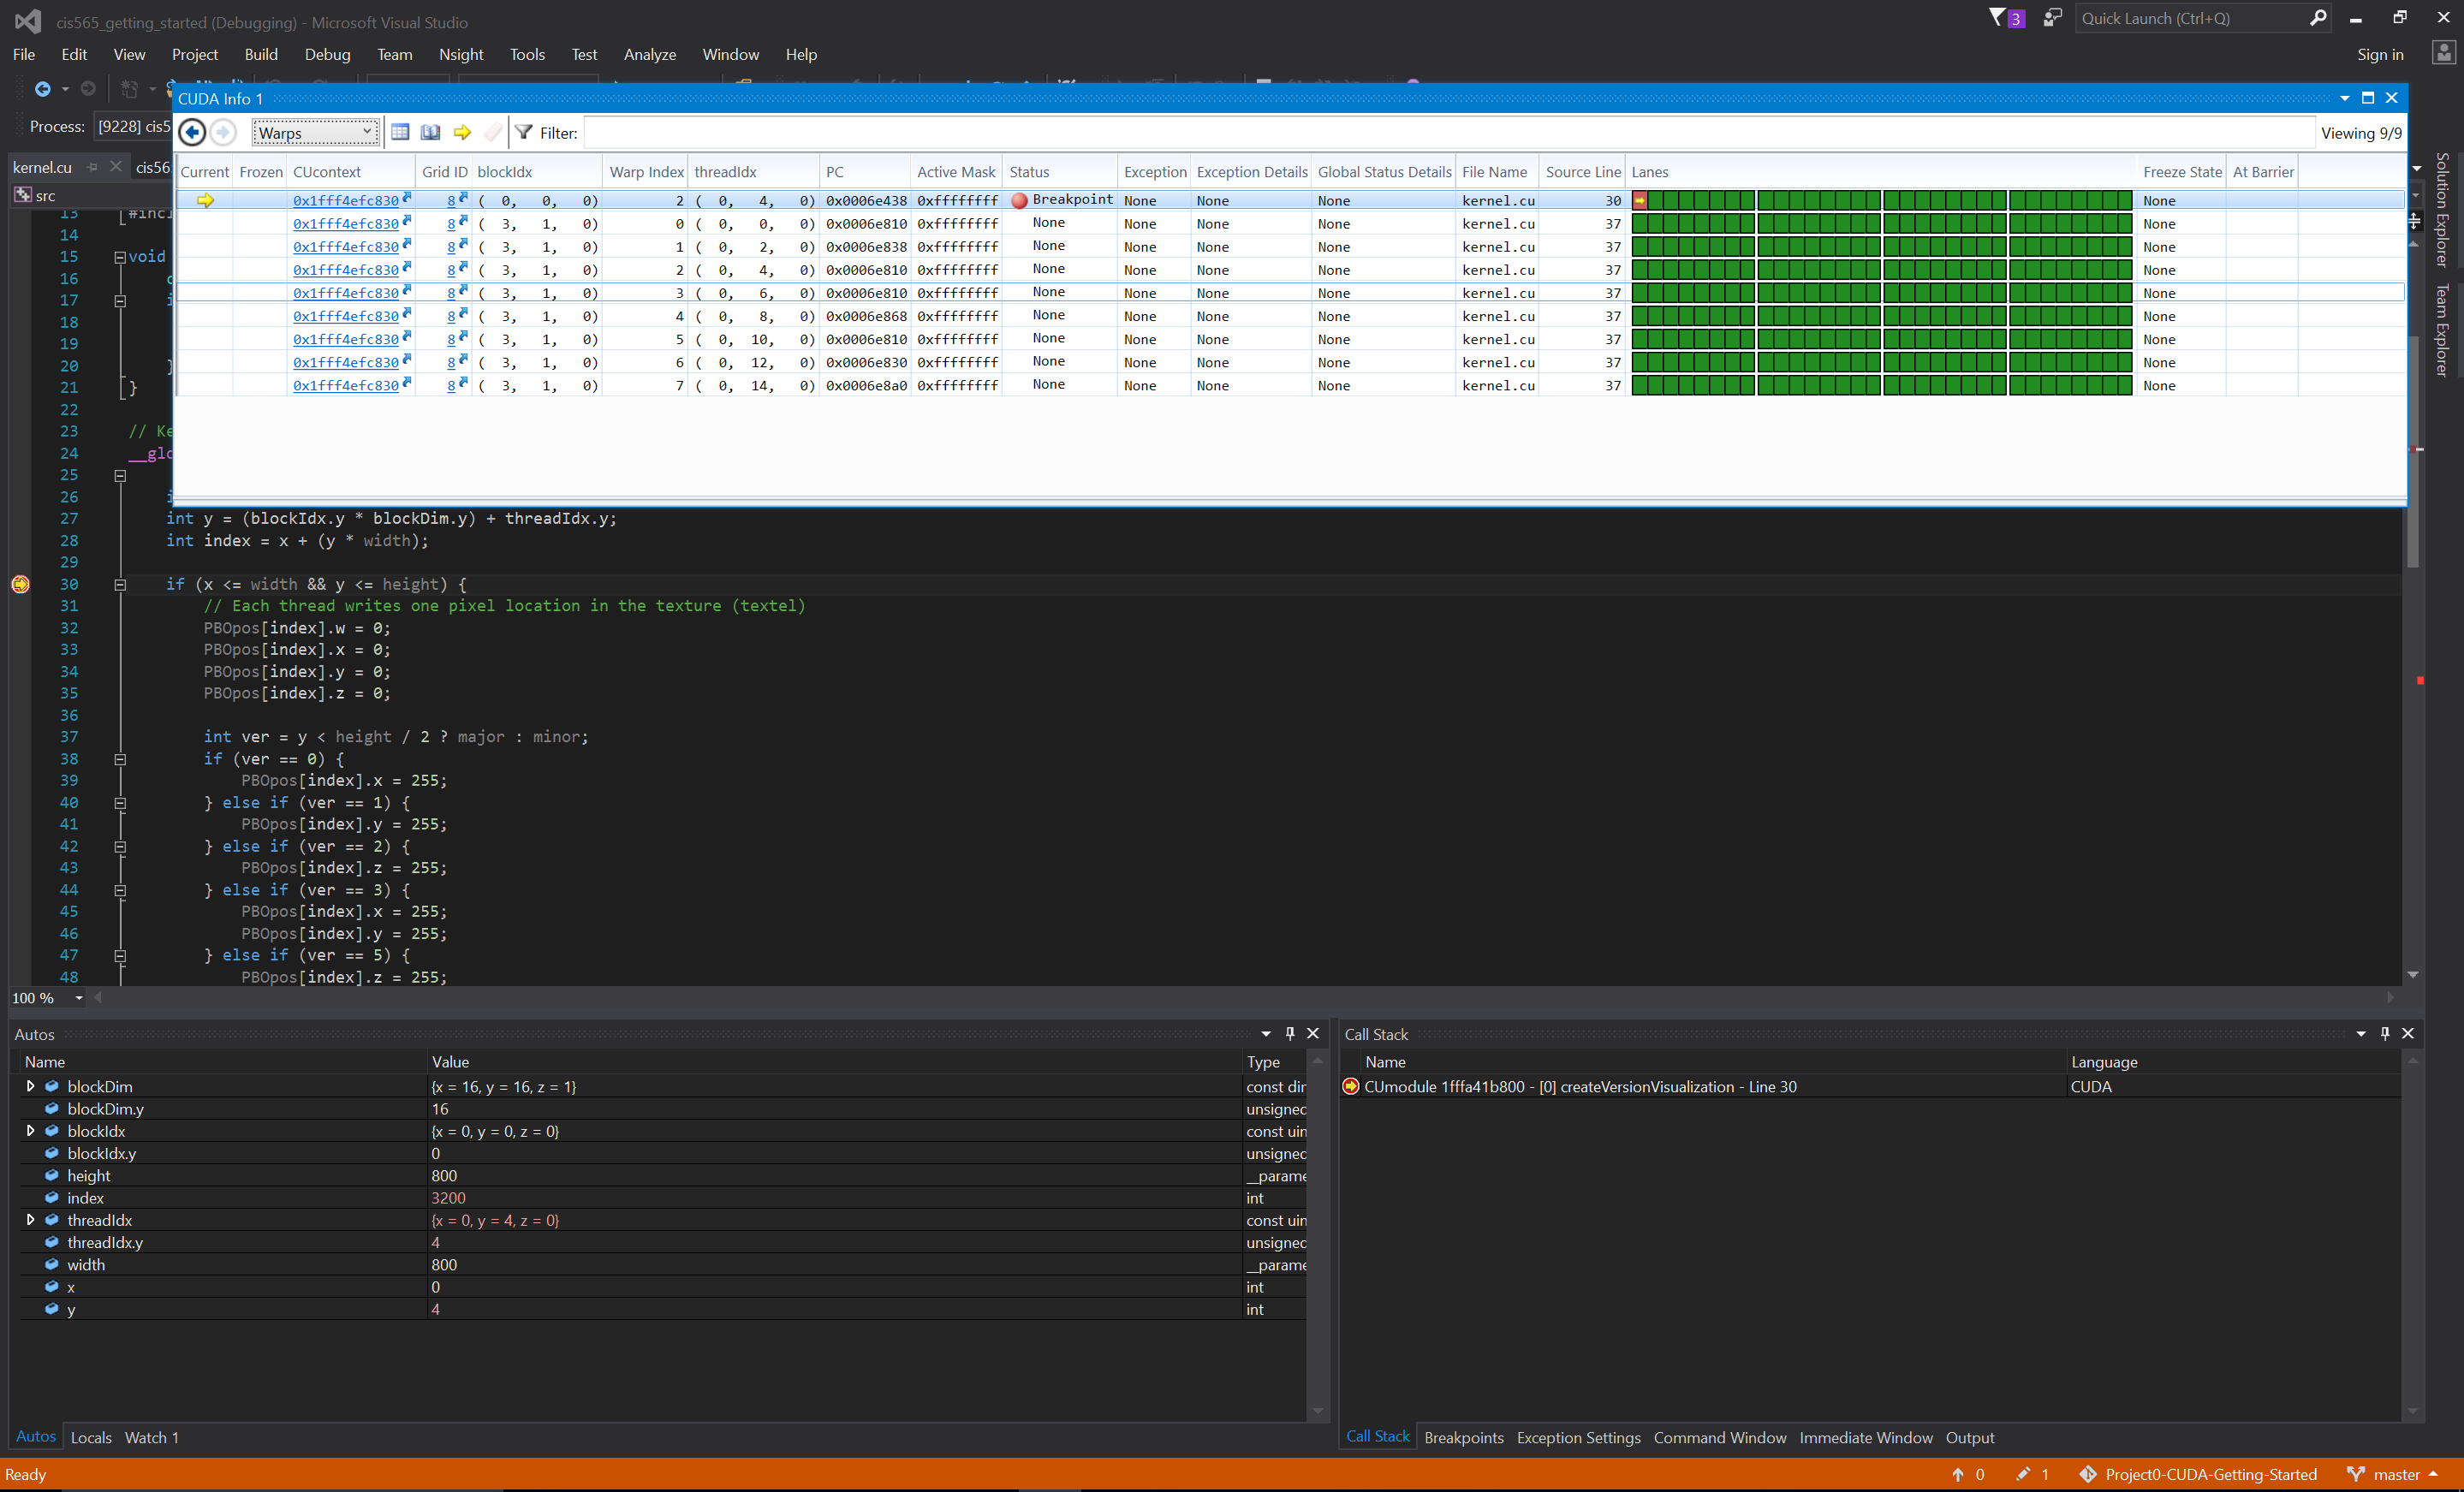 cis565_getting_started (Debugging) - Microsoft Visual Studio
3
Quick Launch (Ctrl+Q)
File Edit View Project Build Debug Team Nsight Tools Test Analyze Window Help
Sign in
CUDA Info 1
Process: [9228] cis5
Warps
Filter:
Viewing 9/9
kernel.cu cis56
src
Solution Explorer
Team Explorer
Current Frozen CUcontext Grid ID blockIdx Warp Index threadIdx PC Active Mask Status Exception Exception Details Global Status Details File Name Source Line Lanes Freeze State At Barrier
0x1fff4efc830 8 ( 0, 0, 0) 2 ( 0, 4, 0) 0x0006e438 0xffffffff Breakpoint None None None kernel.cu 30 None
0x1fff4efc830 8 ( 3, 1, 0) 0 ( 0, 0, 0) 0x0006e810 0xffffffff None None None None kernel.cu 37 None
0x1fff4efc830 8 ( 3, 1, 0) 1 ( 0, 2, 0) 0x0006e838 0xffffffff None None None None kernel.cu 37 None
0x1fff4efc830 8 ( 3, 1, 0) 2 ( 0, 4, 0) 0x0006e810 0xffffffff None None None None kernel.cu 37 None
0x1fff4efc830 8 ( 3, 1, 0) 3 ( 0, 6, 0) 0x0006e810 0xffffffff None None None None kernel.cu 37 None
0x1fff4efc830 8 ( 3, 1, 0) 4 ( 0, 8, 0) 0x0006e868 0xffffffff None None None None kernel.cu 37 None
0x1fff4efc830 8 ( 3, 1, 0) 5 ( 0, 10, 0) 0x0006e810 0xffffffff None None None None kernel.cu 37 None
0x1fff4efc830 8 ( 3, 1, 0) 6 ( 0, 12, 0) 0x0006e830 0xffffffff None None None None kernel.cu 37 None
0x1fff4efc830 8 ( 3, 1, 0) 7 ( 0, 14, 0) 0x0006e8a0 0xffffffff None None None None kernel.cu 37 None
13 #incl
14
15 void
16
17
18
19
20 }
21 }
22
23 // Ke
24 __glo
25
26
27 int y = (blockIdx.y * blockDim.y) + threadIdx.y;
28 int index = x + (y * width);
29
30 if (x <= width && y <= height) {
31 // Each thread writes one pixel location in the texture (textel)
32 PBOpos[index].w = 0;
33 PBOpos[index].x = 0;
34 PBOpos[index].y = 0;
35 PBOpos[index].z = 0;
36
37 int ver = y < height / 2 ? major : minor;
38 if (ver == 0) {
39 PBOpos[index].x = 255;
40 } else if (ver == 1) {
41 PBOpos[index].y = 255;
42 } else if (ver == 2) {
43 PBOpos[index].z = 255;
44 } else if (ver == 3) {
45 PBOpos[index].x = 255;
46 PBOpos[index].y = 255;
47 } else if (ver == 5) {
48 PBOpos[index].z = 255;
100 %
Autos
Name Value Type
blockDim {x = 16, y = 16, z = 1} const dim
blockDim.y 16 unsigned
blockIdx {x = 0, y = 0, z = 0} const uin
blockIdx.y 0 unsigned
height 800 __parame
index 3200 int
threadIdx {x = 0, y = 4, z = 0} const uin
threadIdx.y 4 unsigned
width 800 __parame
x 0 int
y 4 int
Autos Locals Watch 1
Call Stack
Name Language
CUmodule 1fffa41b800 - [0] createVersionVisualization - Line 30 CUDA
Call Stack Breakpoints Exception Settings Command Window Immediate Window Output
Ready
0 1 Project0-CUDA-Getting-Started master